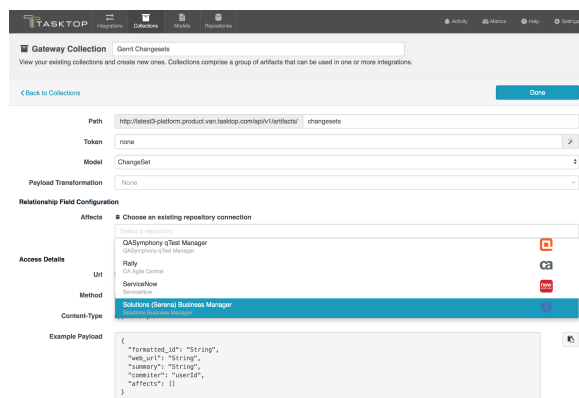 TASKTOP
Integrations
Collections
Models
Repositories
Activity
Metrics
Help
Settings
Gateway Collection
Gerrit Changesets
View your existing collections and create new ones. Collections comprise a group of artifacts that can be used in one or more integrations.
Back to Collections
Done
Path
http://latest3-platform.product.van.tasktop.com/api/v1/artifacts/
changesets
Token
none
Model
ChangeSet
Payload Transformation
None
Relationship Field Configuration
Affects
Choose an existing repository connection
Select a repository
QASymphony qTest Manager
QASymphony qTest Manager
Rally
CA Agile Central
ca
ServiceNow
ServiceNow
now
Solutions (Serena) Business Manager
Solutions Business Manager
Access Details
Url
Method
Content-Type
Example Payload
{
"formatted_id": "String",
"web_url": "String",
"summary": "String",
"commiter": "userId",
"affects": []
}